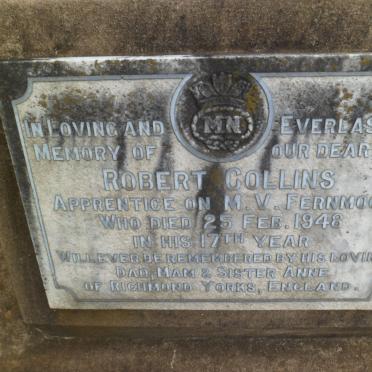 MN
IN LOVING AND EVERLAS
MEMORY OF OUR DEAR
ROBERT COLLINS
APPRENTICE ON M.V. FERNMOO
WHO DIED 25 FEB. 1948
IN HIS 17TH YEAR
WILL EVER BE REMEMBERED BY HIS LOVIN
DAD, MAM & SISTER ANNE
OF RICHMOND YORKS, ENGLAND.